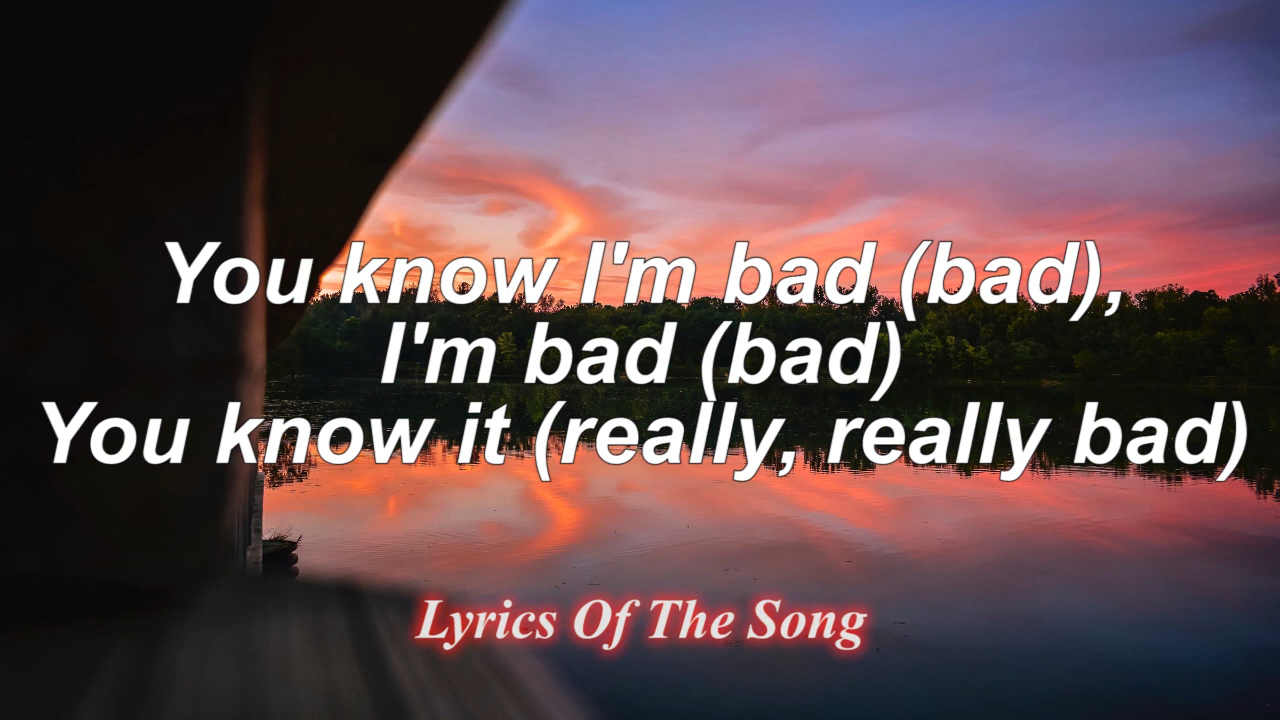 You know I'm bad (bad),
I'm bad (bad)
You know it (really, really bad)
Lyrics Of The Song